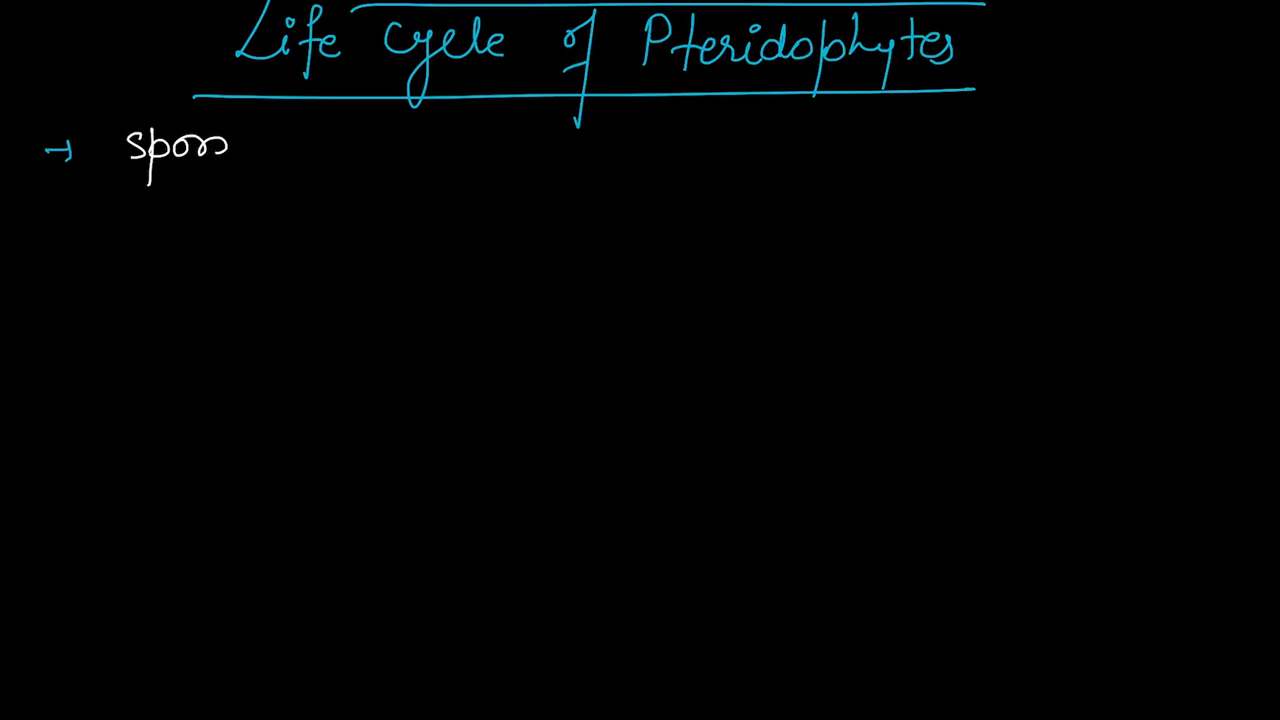 Life cycle of Pteridophytes
→ spor